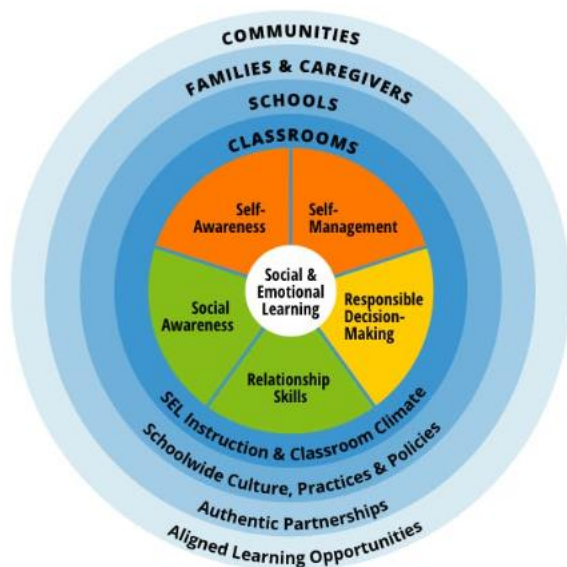 COMMUNITIES
FAMILIES & CAREGIVERS
SCHOOLS
CLASSROOMS
Self-
Awareness
Self-
Management
Social &
Emotional
Learning
Social
Awareness
Responsible
Decision-
Making
Relationship
Skills
SEL Instruction & Classroom Climate
Schoolwide Culture, Practices & Policies
Authentic Partnerships
Aligned Learning Opportunities